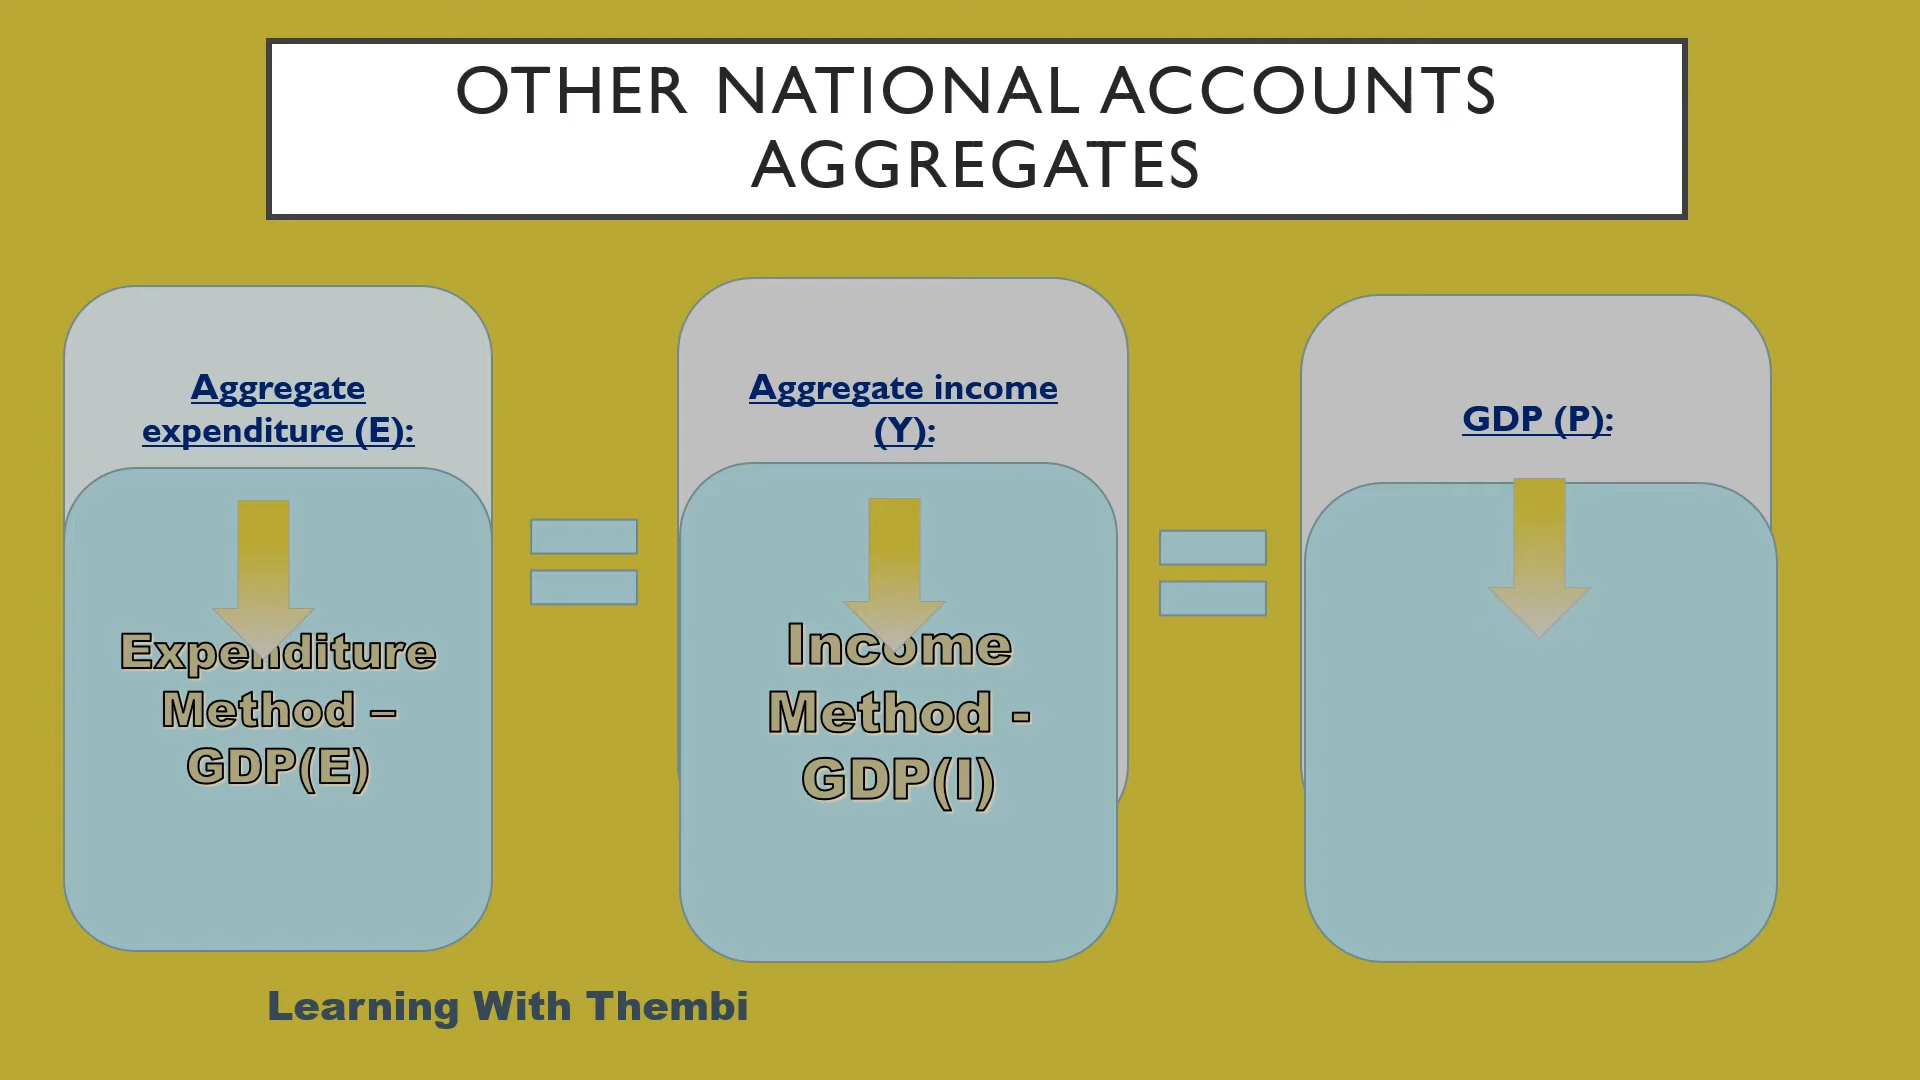 OTHER NATIONAL ACCOUNTS
AGGREGATES
Aggregate
expenditure (E):
Expenditure
Method –
GDP(E)
Aggregate income
(Y):
Income
Method -
GDP(I)
GDP (P):
Learning With Thembi